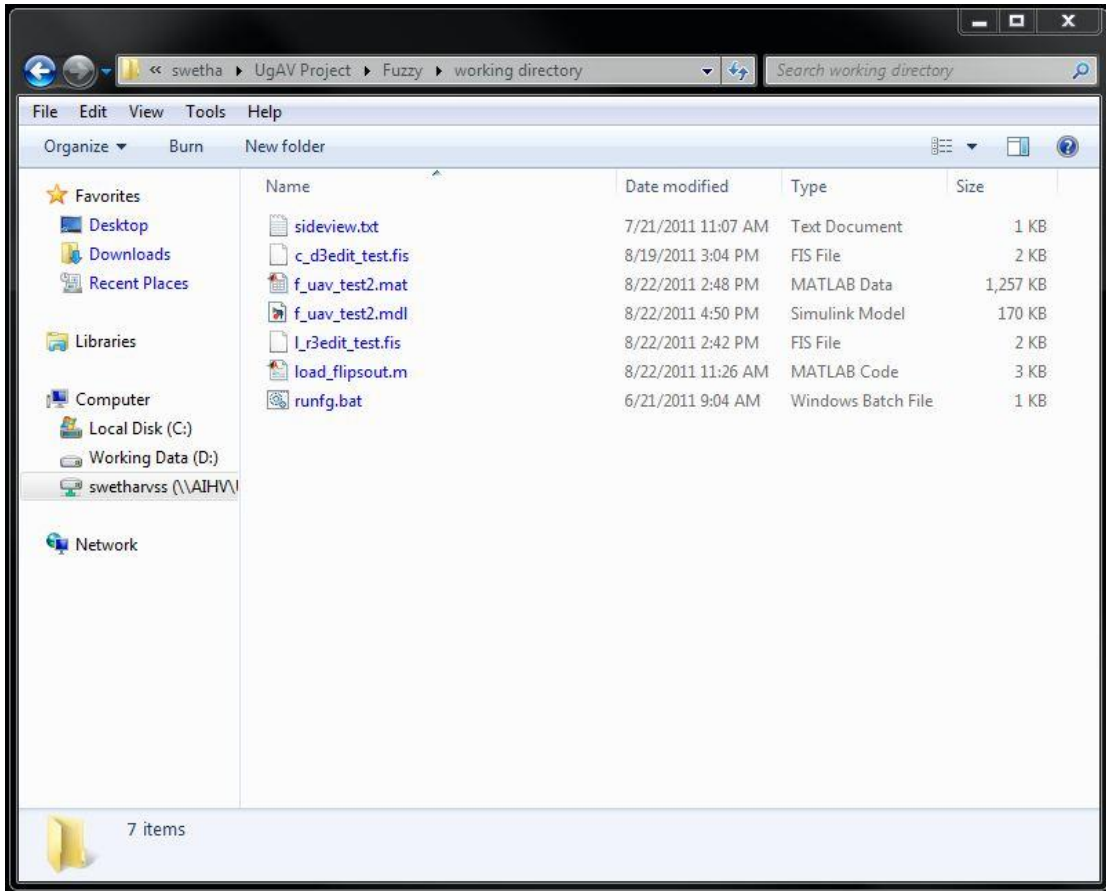 « swetha ▸ UgAV Project ▸ Fuzzy ▸ working directory Search working directory
File Edit View Tools Help
Organize Burn New folder
Name Date modified Type Size
Favorites
Desktop
Downloads
Recent Places
Libraries
Computer
Local Disk (C:)
Working Data (D:)
swetharvss (\\AIHV\
Network
sideview.txt 7/21/2011 11:07 AM Text Document 1 KB
c_d3edit_test.fis 8/19/2011 3:04 PM FIS File 2 KB
f_uav_test2.mat 8/22/2011 2:48 PM MATLAB Data 1,257 KB
f_uav_test2.mdl 8/22/2011 4:50 PM Simulink Model 170 KB
l_r3edit_test.fis 8/22/2011 2:42 PM FIS File 2 KB
load_flipsout.m 8/22/2011 11:26 AM MATLAB Code 3 KB
runfg.bat 6/21/2011 9:04 AM Windows Batch File 1 KB
7 items